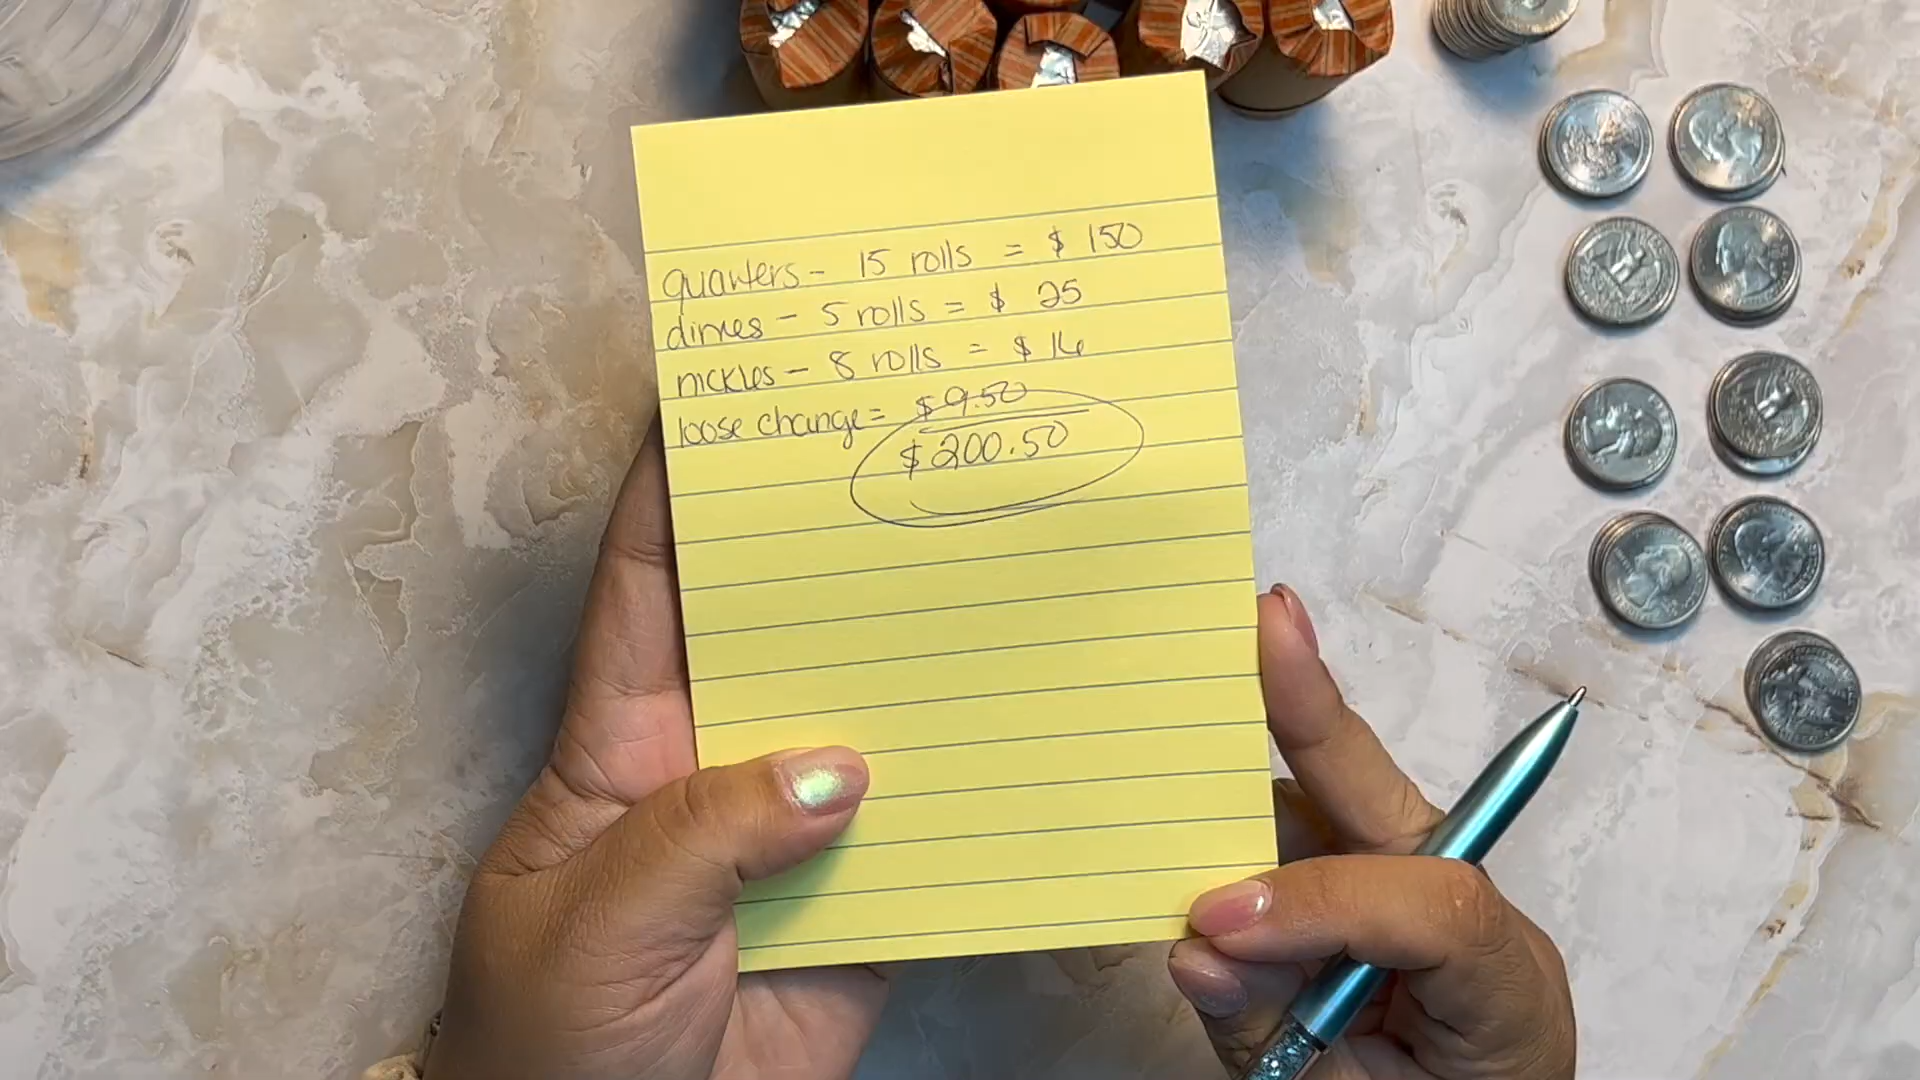 quarters - 15 rolls = $ 150
dimes - 5 rolls = $ 25
nickles - 8 rolls = $ 16
loose change = $9.50
$200.50